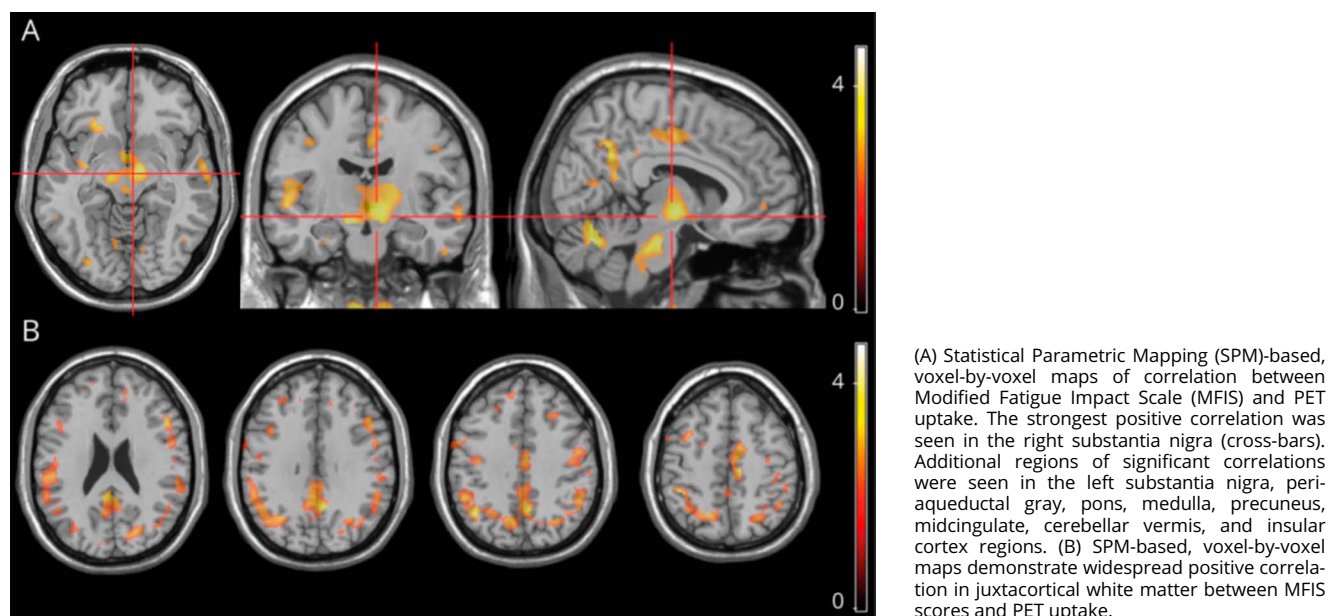 A
4
0
B
4
0
(A) Statistical Parametric Mapping (SPM)-based,
voxel-by-voxel maps of correlation between
Modified Fatigue Impact Scale (MFIS) and PET
uptake. The strongest positive correlation was
seen in the right substantia nigra (cross-bars).
Additional regions of significant correlations
were seen in the left substantia nigra, peri-
aqueductal gray, pons, medulla, precuneus,
midcingulate, cerebellar vermis, and insular
cortex regions. (B) SPM-based, voxel-by-voxel
maps demonstrate widespread positive correla-
tion in juxtacortical white matter between MFIS
scores and PET uptake.